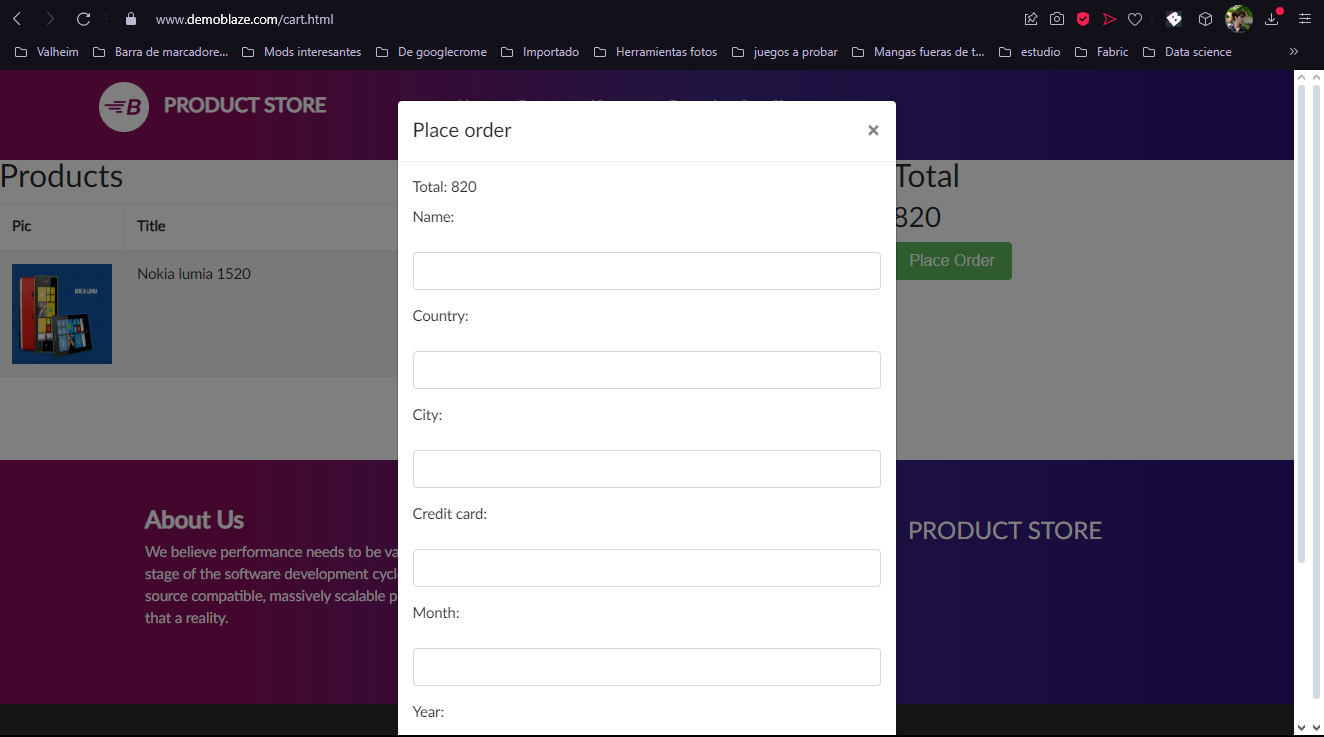 www.demoblaze.com/cart.html
Valheim
Barra de marcadore...
Mods interesantes
De googlecrome
Importado
Herramientas fotos
juegos a probar
Mangas fueras de t...
estudio
Fabric
Data science
»
B
PRODUCT STORE
Place order
×
Products
Total: 820
Total
Name:
820
Pic
Title
Place Order
Nokia lumia 1520
NOKIA LUMIA
Country:
City:
Credit card:
About Us
PRODUCT STORE
We believe performance needs to be va
stage of the software development cycl
source compatible, massively scalable p
that a reality.
Month:
Year: